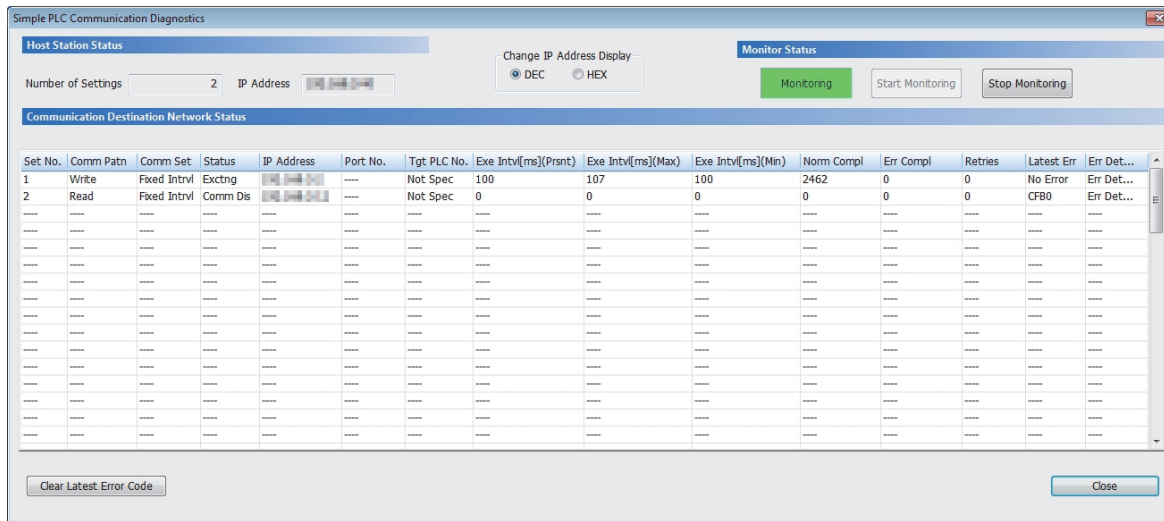 Simple PLC Communication Diagnostics
Host Station Status
Change IP Address Display
Monitor Status
Number of Settings 2 IP Address
DEC HEX
Monitoring Start Monitoring Stop Monitoring
Communication Destination Network Status
Set No. Comm Patn Comm Set Status IP Address Port No. Tgt PLC No. Exe Intvl[ms](Prsnt) Exe Intvl[ms](Max) Exe Intvl[ms](Min) Norm Compl Err Compl Retries Latest Err Err Det...
1 Write Fixed Intrvl Exctng ---- Not Spec 100 107 100 2462 0 0 No Error Err Det...
2 Read Fixed Intrvl Comm Dis ---- Not Spec 0 0 0 0 0 0 CFB0 Err Det...
---- ---- ---- ---- ---- ---- ---- ---- ---- ---- ---- ---- ---- ---- ----
---- ---- ---- ---- ---- ---- ---- ---- ---- ---- ---- ---- ---- ---- ----
---- ---- ---- ---- ---- ---- ---- ---- ---- ---- ---- ---- ---- ---- ----
---- ---- ---- ---- ---- ---- ---- ---- ---- ---- ---- ---- ---- ---- ----
---- ---- ---- ---- ---- ---- ---- ---- ---- ---- ---- ---- ---- ---- ----
---- ---- ---- ---- ---- ---- ---- ---- ---- ---- ---- ---- ---- ---- ----
---- ---- ---- ---- ---- ---- ---- ---- ---- ---- ---- ---- ---- ---- ----
---- ---- ---- ---- ---- ---- ---- ---- ---- ---- ---- ---- ---- ---- ----
---- ---- ---- ---- ---- ---- ---- ---- ---- ---- ---- ---- ---- ---- ----
---- ---- ---- ---- ---- ---- ---- ---- ---- ---- ---- ---- ---- ---- ----
---- ---- ---- ---- ---- ---- ---- ---- ---- ---- ---- ---- ---- ---- ----
---- ---- ---- ---- ---- ---- ---- ---- ---- ---- ---- ---- ---- ---- ----
---- ---- ---- ---- ---- ---- ---- ---- ---- ---- ---- ---- ---- ---- ----
---- ---- ---- ---- ---- ---- ---- ---- ---- ---- ---- ---- ---- ---- ----
Clear Latest Error Code Close